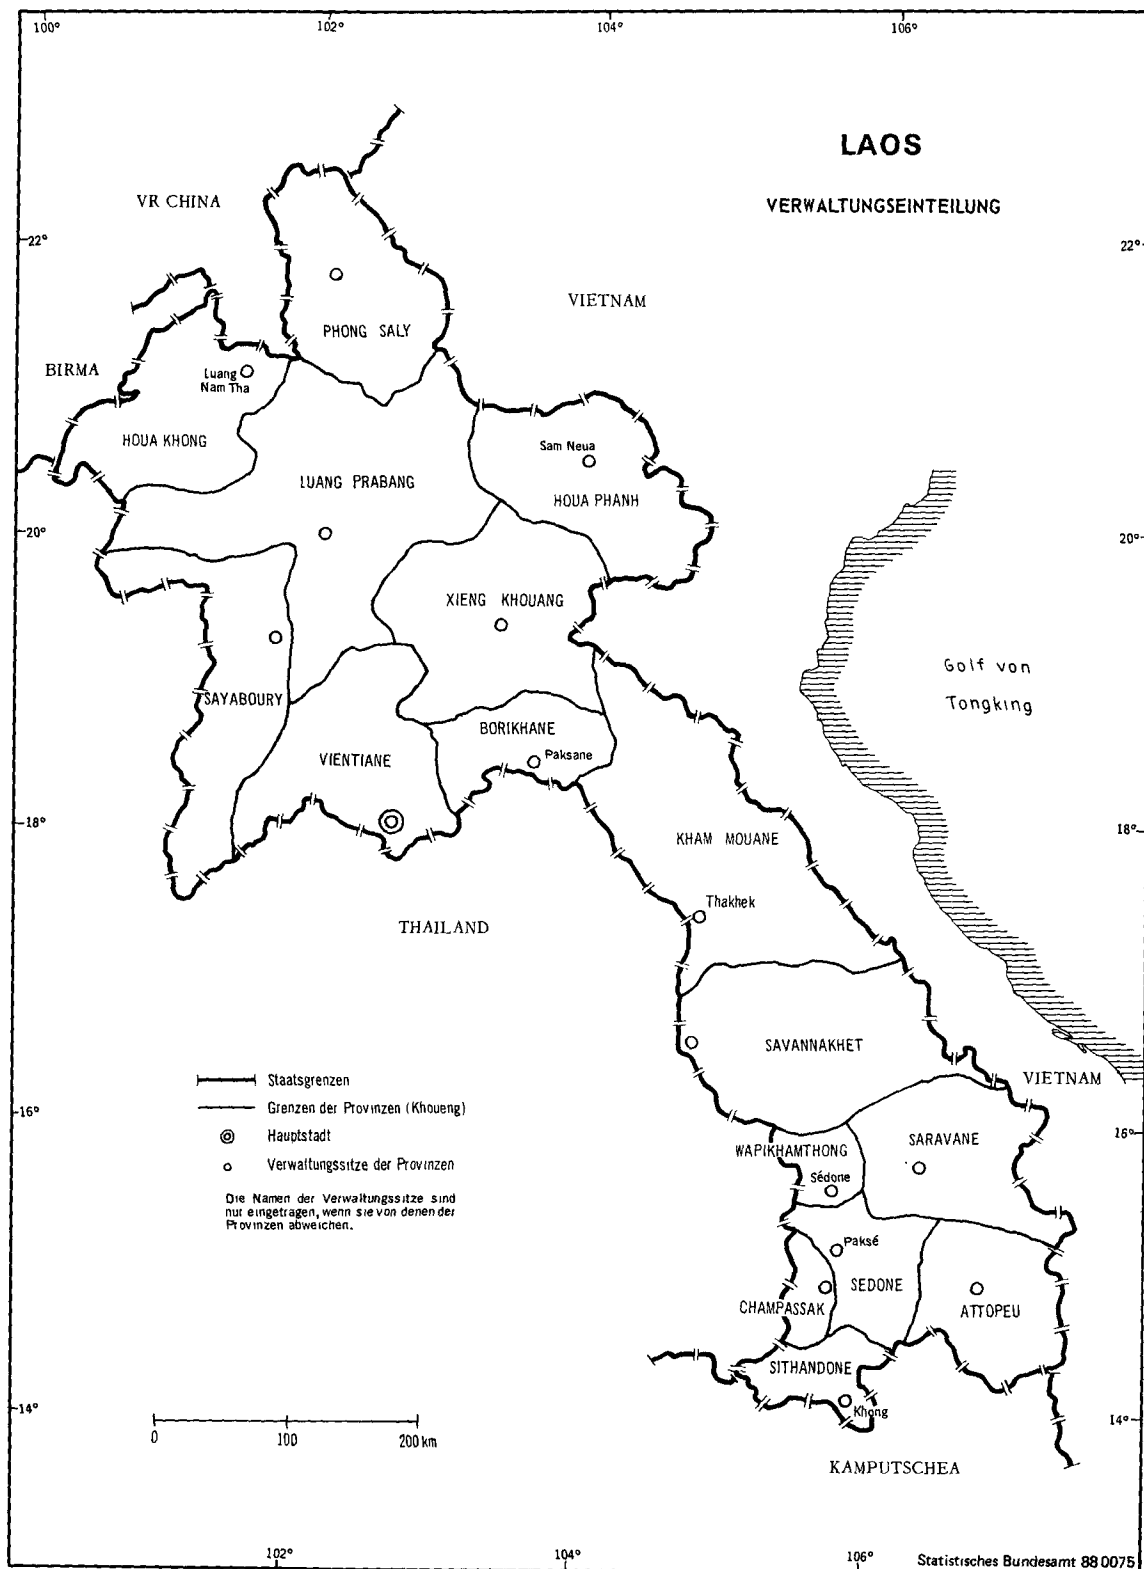 100°
102°
104°
106°
LAOS
VERWALTUNGSEINTEILUNG
VR CHINA
22°
22°
VIETNAM
PHONG SALY
BIRMA
Luang
Nam Tha
HOUA KHONG
Sam Neua
LUANG PRABANG
HOUA PHANH
20°
20°
XIENG KHOUANG
Golf von
Tongking
SAYABOURY
BORIKHANE
VIENTIANE
Paksane
18°
18°
KHAM MOUANE
Thakhek
THAILAND
SAVANNAKHET
VIETNAM
Staatsgrenzen
Grenzen der Provinzen (Khoueng)
Hauptstadt
Verwaltungssitze der Provinzen
Die Namen der Verwaltungssitze sind
nur eingetragen, wenn sie von denen der
Provinzen abweichen.
16°
16°
WAPIKHAMTHONG
SARAVANE
Sédone
Paksé
SEDONE
CHAMPASSAK
ATTOPEU
SITHANDONE
Khong
14°
14°
0 100 200 km
KAMPUTSCHEA
102°
104°
106°
Statistisches Bundesamt 88 0075